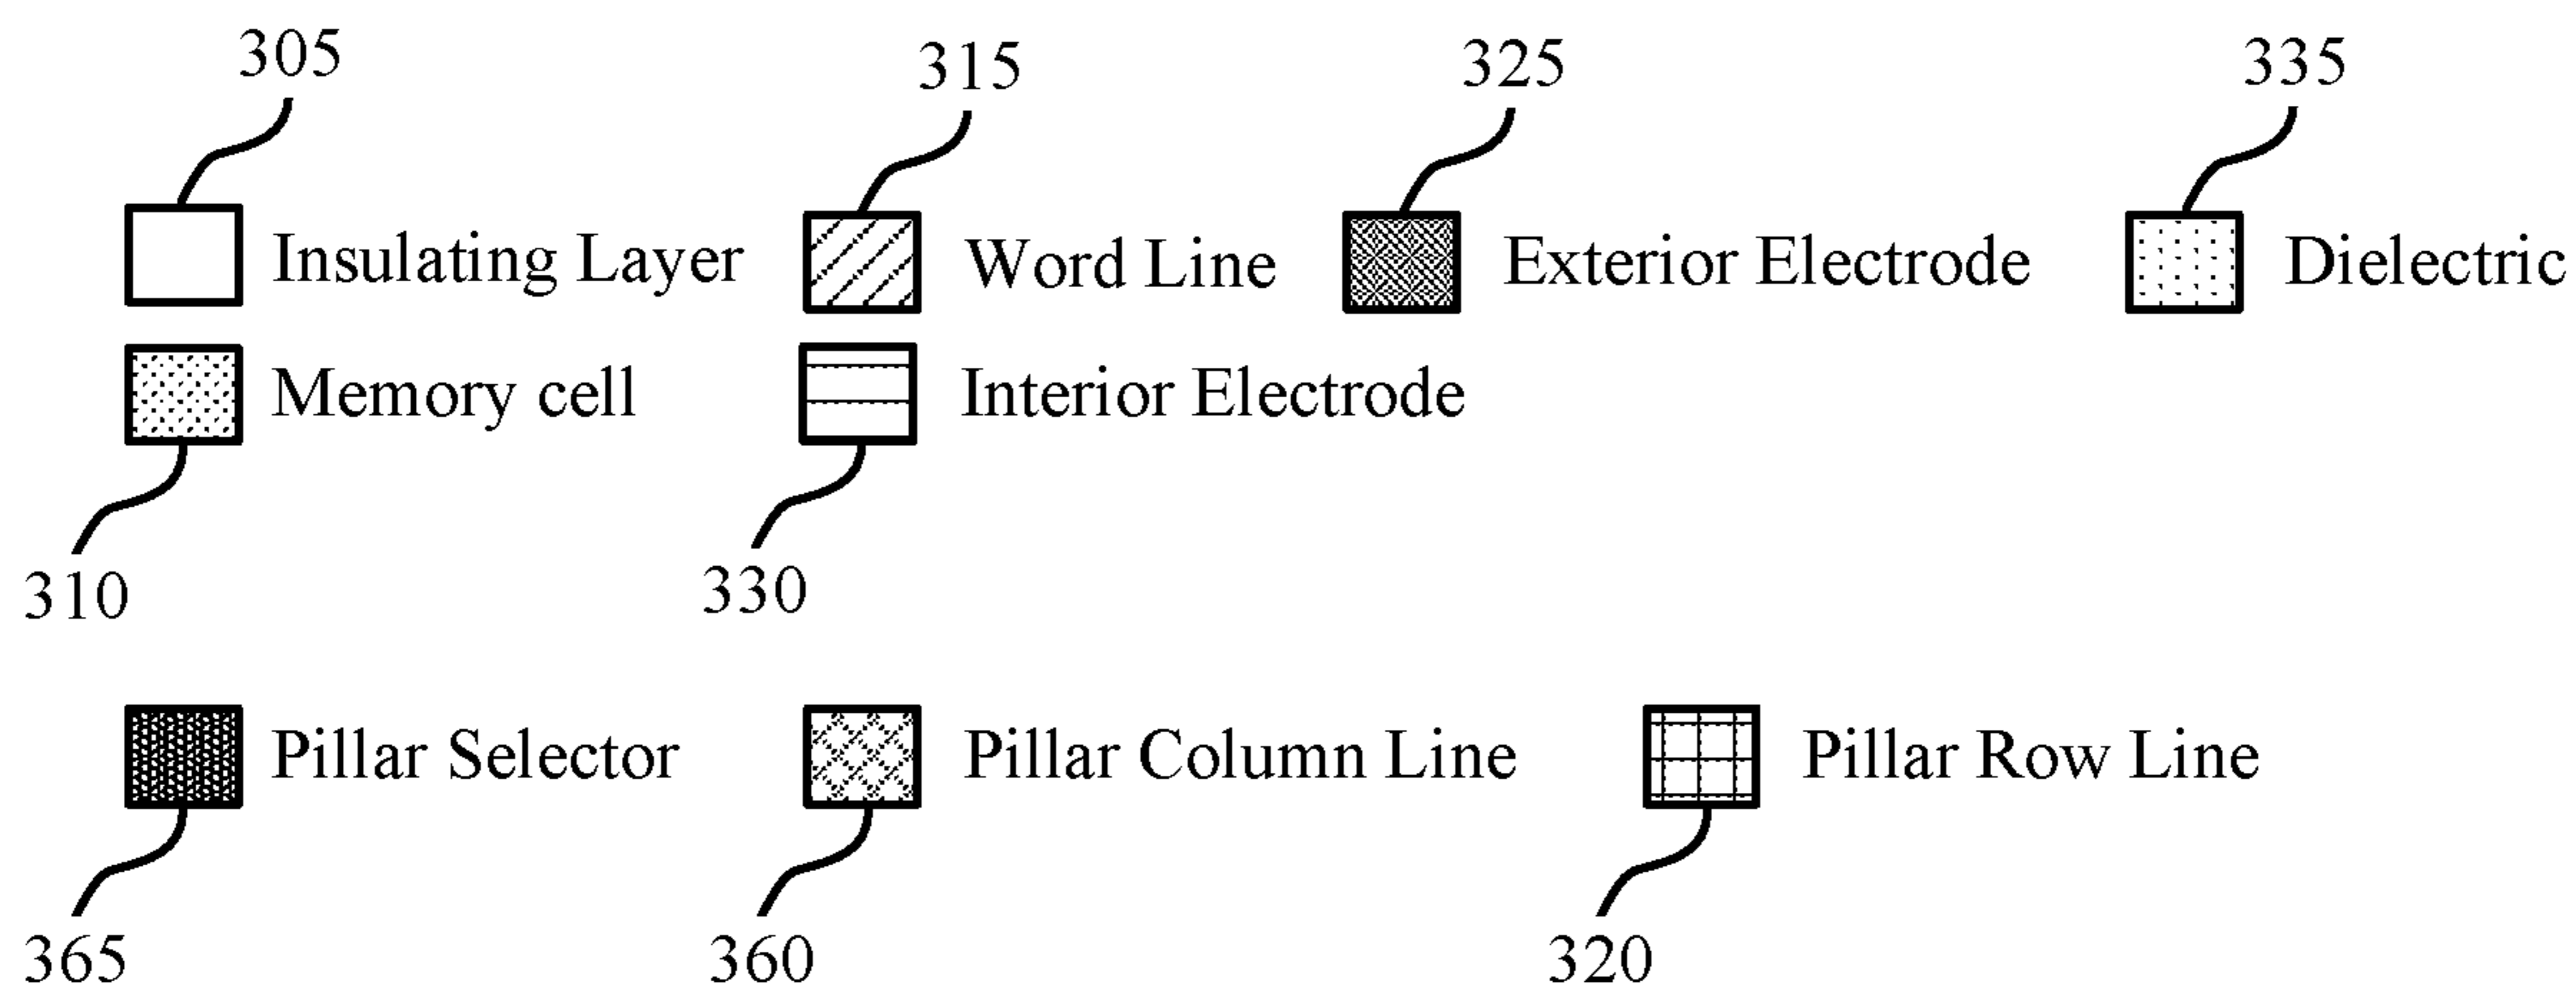 305 315 325 335
Insulating Layer Word Line Exterior Electrode Dielectric
Memory cell Interior Electrode
310 330
Pillar Selector Pillar Column Line Pillar Row Line
365 360 320